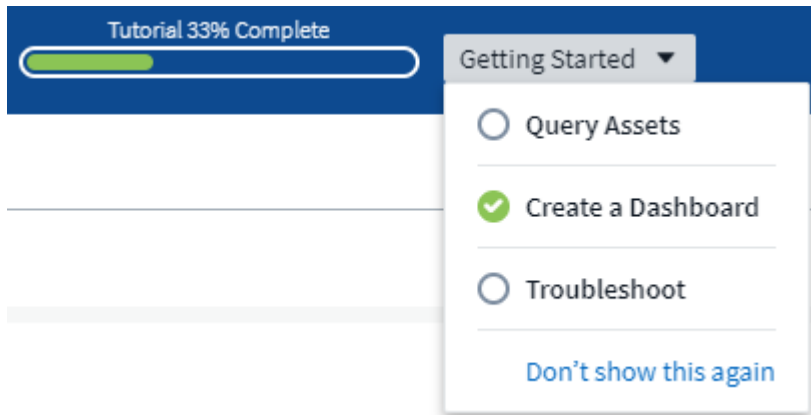 Tutorial 33% Complete
Getting Started
Query Assets
Create a Dashboard
Troubleshoot
Don’t show this again